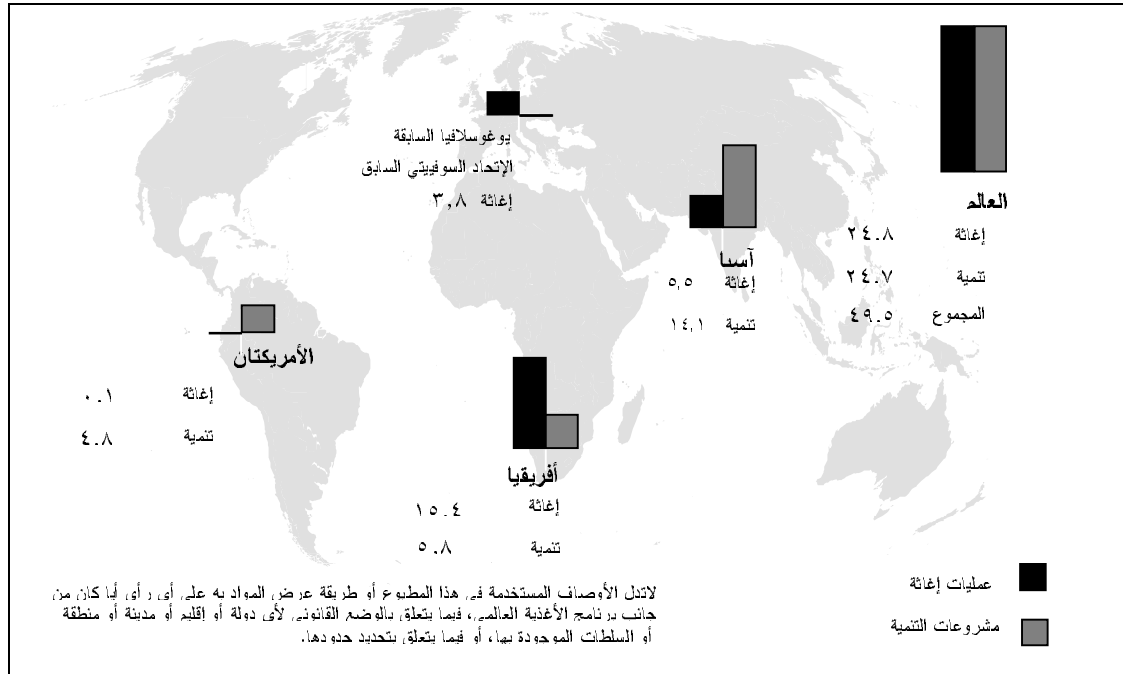 يوغوسلافيا السابقة
الإتحاد السوفييتي السابق
إغاثة ٣,٨
العالم
إغاثة ٢٤.٨
تنمية ٢٤.٧
المجموع ٤٩.٥
آسيا
إغاثة ٥,٥
تنمية ١٤,١
الأمريكتان
إغاثة ٠.١
تنمية ٤.٨
أفريقيا
إغاثة ١٥.٤
تنمية ٥.٨
عمليات إغاثة
مشروعات التنمية
لاتدل الأوصاف المستخدمة في هذا المطبوع أو طريقة عرض المواد به على أي رأي أيا كان من
جانب برنامج الأغذية العالمي، فيما يتعلق بالوضع القانوني لأي دولة أو إقليم أو مدينة أو منطقة
أو السلطات الموجودة بها، أو فيما يتعلق بتحديد حدودها.